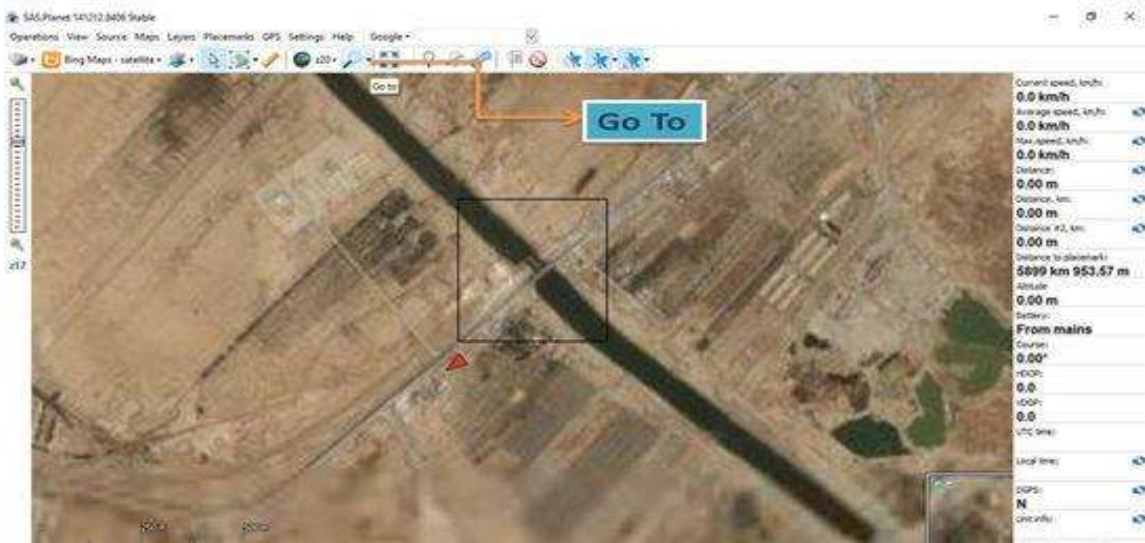 SAS.Planet 141212.8406 Stable
Operations View Source Maps Layers Placemarks GPS Settings Help Google
Bing Maps - satellite z20
Go to
Go To
z17
Current speed, km/h:
0.0 km/h
Average speed, km/h:
0.0 km/h
Max speed, km/h:
0.0 km/h
Distance:
0.00 m
Distance, km:
0.00 m
Distance #2, km:
0.00 m
Distance to placemark:
5899 km 953.57 m
Altitude
0.00 m
Battery:
From mains
Course:
0.00°
HDOP:
0.0
VDOP:
0.0
UTC time:
Local time:
DGPS:
N
Unit info: